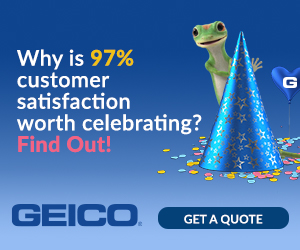 Why is 97%
customer
satisfaction
worth celebrating?
Find Out!
G
GEICO®
GET A QUOTE